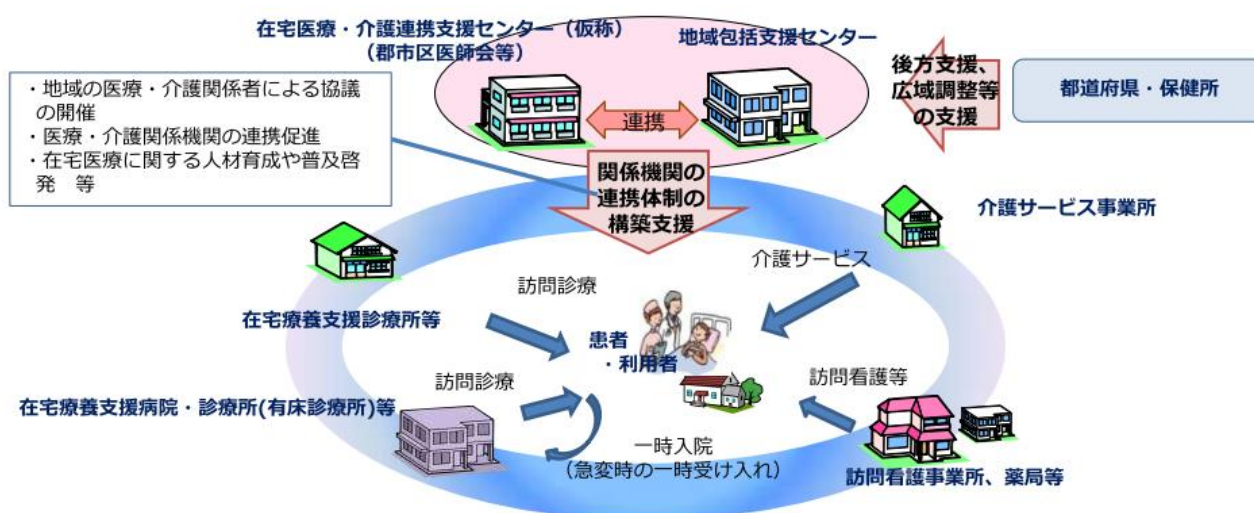 在宅医療・介護連携支援センター（仮称）
（郡市区医師会等）
地域包括支援センター
連携
後方支援、
広域調整等
の支援
都道府県・保健所
・地域の医療・介護関係者による協議
の開催
・医療・介護関係機関の連携促進
・在宅医療に関する人材育成や普及啓
発　等
関係機関の
連携体制の
構築支援
介護サービス事業所
介護サービス
訪問診療
在宅療養支援診療所等
患者
・利用者
訪問診療
訪問看護等
在宅療養支援病院・診療所(有床診療所)等
一時入院
（急変時の一時受け入れ）
訪問看護事業所、薬局等